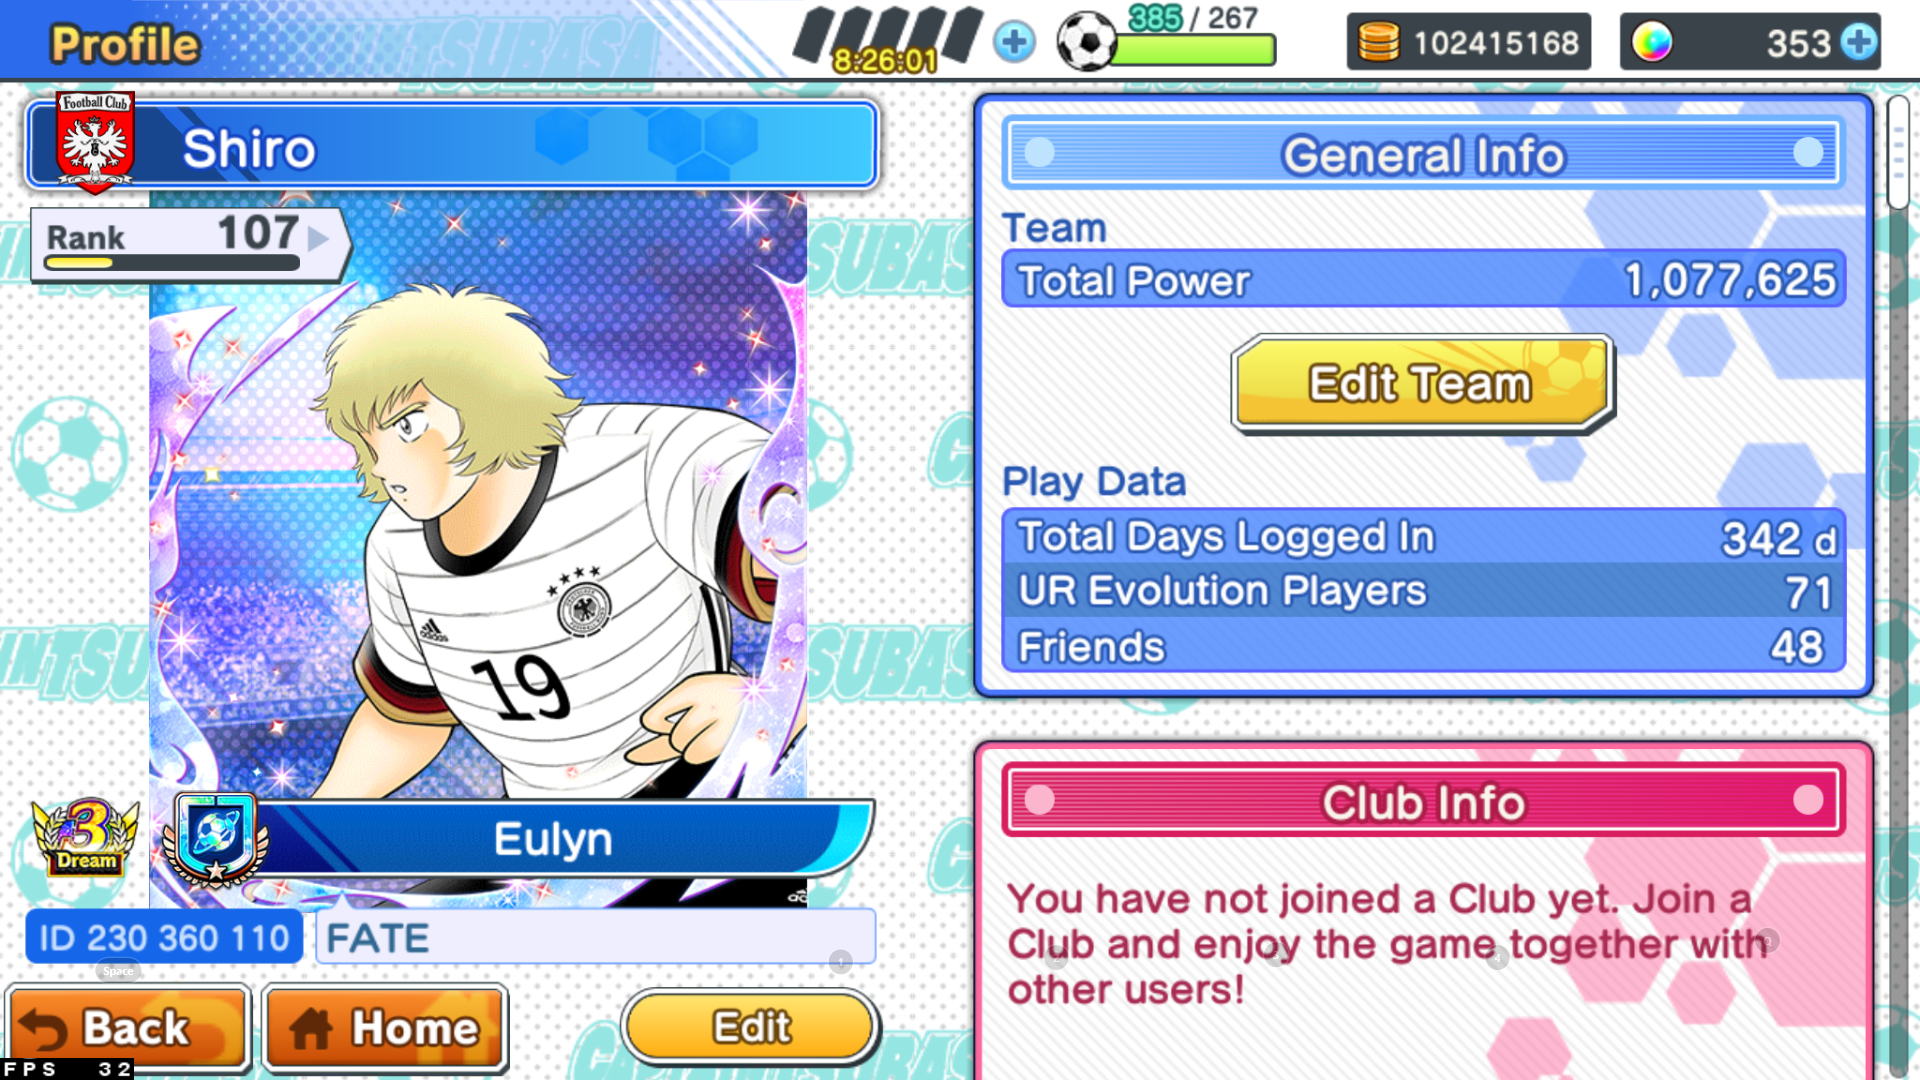 Profile
8:26:01
385 / 267
102415168
353
Football Club
Shiro
Rank 107
adidas
19
3
Dream
Eulyn
ID 230 360 110
FATE
Space
Back
Home
Edit
FPS 32
General Info
Team
Total Power 1,077,625
Edit Team
Play Data
Total Days Logged In 342 d
UR Evolution Players 71
Friends 48
Club Info
You have not joined a Club yet. Join a
Club and enjoy the game together with
other users!